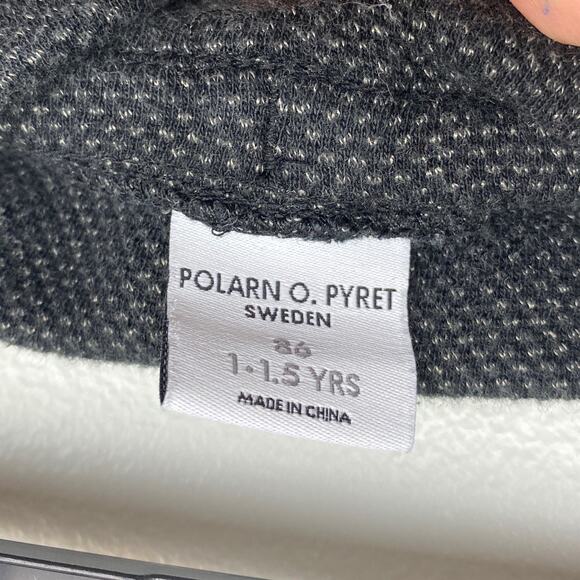 POLARN O. PYRET
SWEDEN
86
1-1.5 YRS
MADE IN CHINA